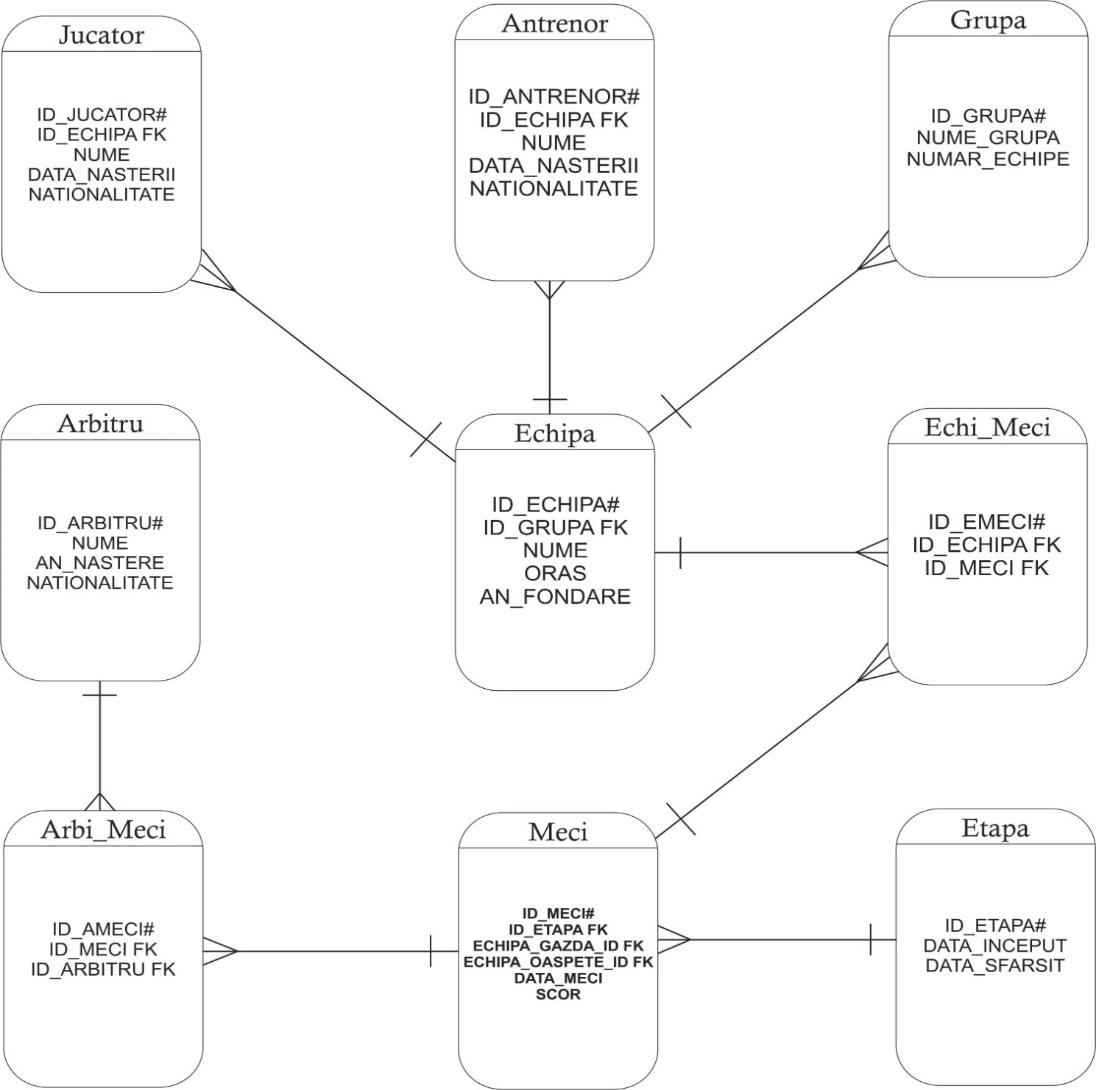 Jucator
ID_JUCATOR#
ID_ECHIPA FK
NUME
DATA_NASTERII
NATIONALITATE
Antrenor
ID_ANTRENOR#
ID_ECHIPA FK
NUME
DATA_NASTERII
NATIONALITATE
Grupa
ID_GRUPA#
NUME_GRUPA
NUMAR_ECHIPE
Arbitru
ID_ARBITRU#
NUME
AN_NASTERE
NATIONALITATE
Echipa
ID_ECHIPA#
ID_GRUPA FK
NUME
ORAS
AN_FONDARE
Echi_Meci
ID_EMECI#
ID_ECHIPA FK
ID_MECI FK
Arbi_Meci
ID_AMECI#
ID_MECI FK
ID_ARBITRU FK
Meci
ID_MECI#
ID_ETAPA FK
ECHIPA_GAZDA_ID FK
ECHIPA_OASPETE_ID FK
DATA_MECI
SCOR
Etapa
ID_ETAPA#
DATA_INCEPUT
DATA_SFARSIT